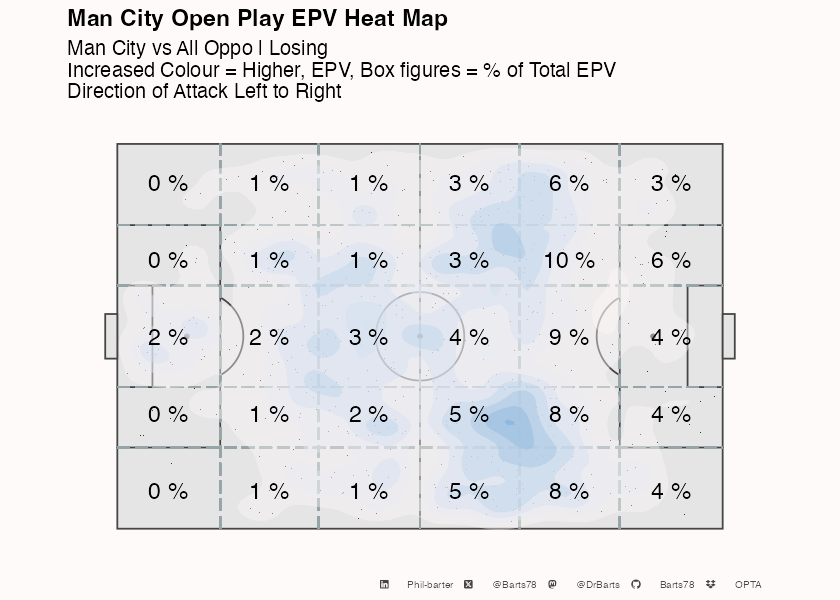 Man City Open Play EPV Heat Map
Man City vs All Oppo | Losing
Increased Colour = Higher, EPV, Box figures = % of Total EPV
Direction of Attack Left to Right
0 % 1 % 1 % 3 % 6 % 3 %
0 % 1 % 1 % 3 % 10 % 6 %
2 % 2 % 3 % 4 % 9 % 4 %
0 % 1 % 2 % 5 % 8 % 4 %
0 % 1 % 1 % 5 % 8 % 4 %
Phil-barter @Barts78 @DrBarts Barts78 OPTA